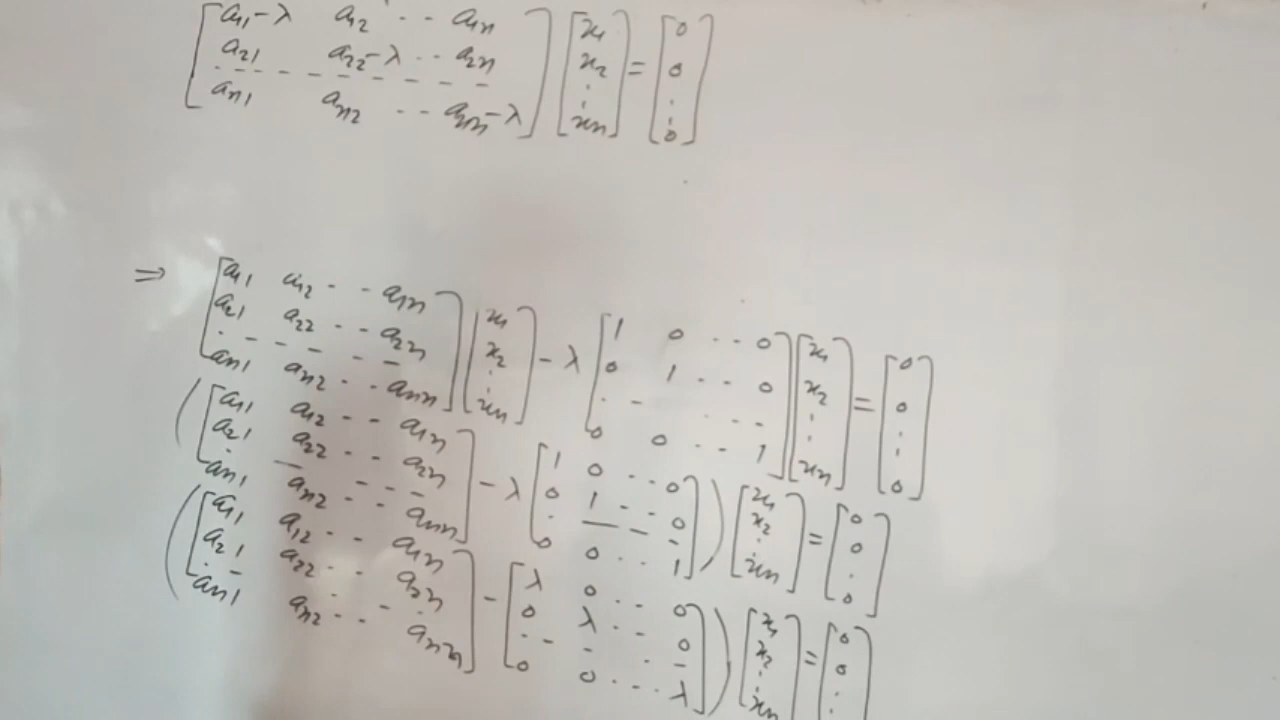 [a₁₁-λ a₁₂ .. a₁ₙ] [x₁] = [0]
[a₂₁ a₂₂-λ .. a₂ₙ] [x₂] [0]
[- - - - - - - - -] [⋮] [⋮]
[aₙ₁ aₙ₂ .. aₙₙ-λ] [xₙ] [0]
⇒ [a₁₁ a₁₂ .. a₁ₙ] [x₁] - λ [1 0 .. 0] [x₁] = [0]
[a₂₁ a₂₂ .. a₂ₙ] [x₂] [0 1 .. 0] [x₂] [0]
[. - - - - -] [⋮] [. - . - -] [⋮] [⋮]
[aₙ₁ aₙ₂ .. aₙₙ] [xₙ] [0 0 .. 1] [xₙ] [0]
([a₁₁ a₁₂ .. a₁ₙ] - λ [1 0 .. 0]) [x₁] = [0]
[a₂₁ a₂₂ .. a₂ₙ] [0 1 .. 0] [x₂] [0]
[. - - - - -] [. - - -] [⋮] [.]
[aₙ₁ aₙ₂ .. aₙₙ] [0 0 .. 1] [xₙ] [0]
([a₁₁ a₁₂ .. a₁ₙ] - [λ 0 .. 0]) [x₁] = [0]
[a₂₁ a₂₂ .. a₂ₙ] [0 λ .. 0] [x₂] [0]
[. - . - .] [. . - - . -] [⋮] [⋮]
[aₙ₁ aₙ₂ .. aₙₙ] [0 0 ... λ] [xₙ]